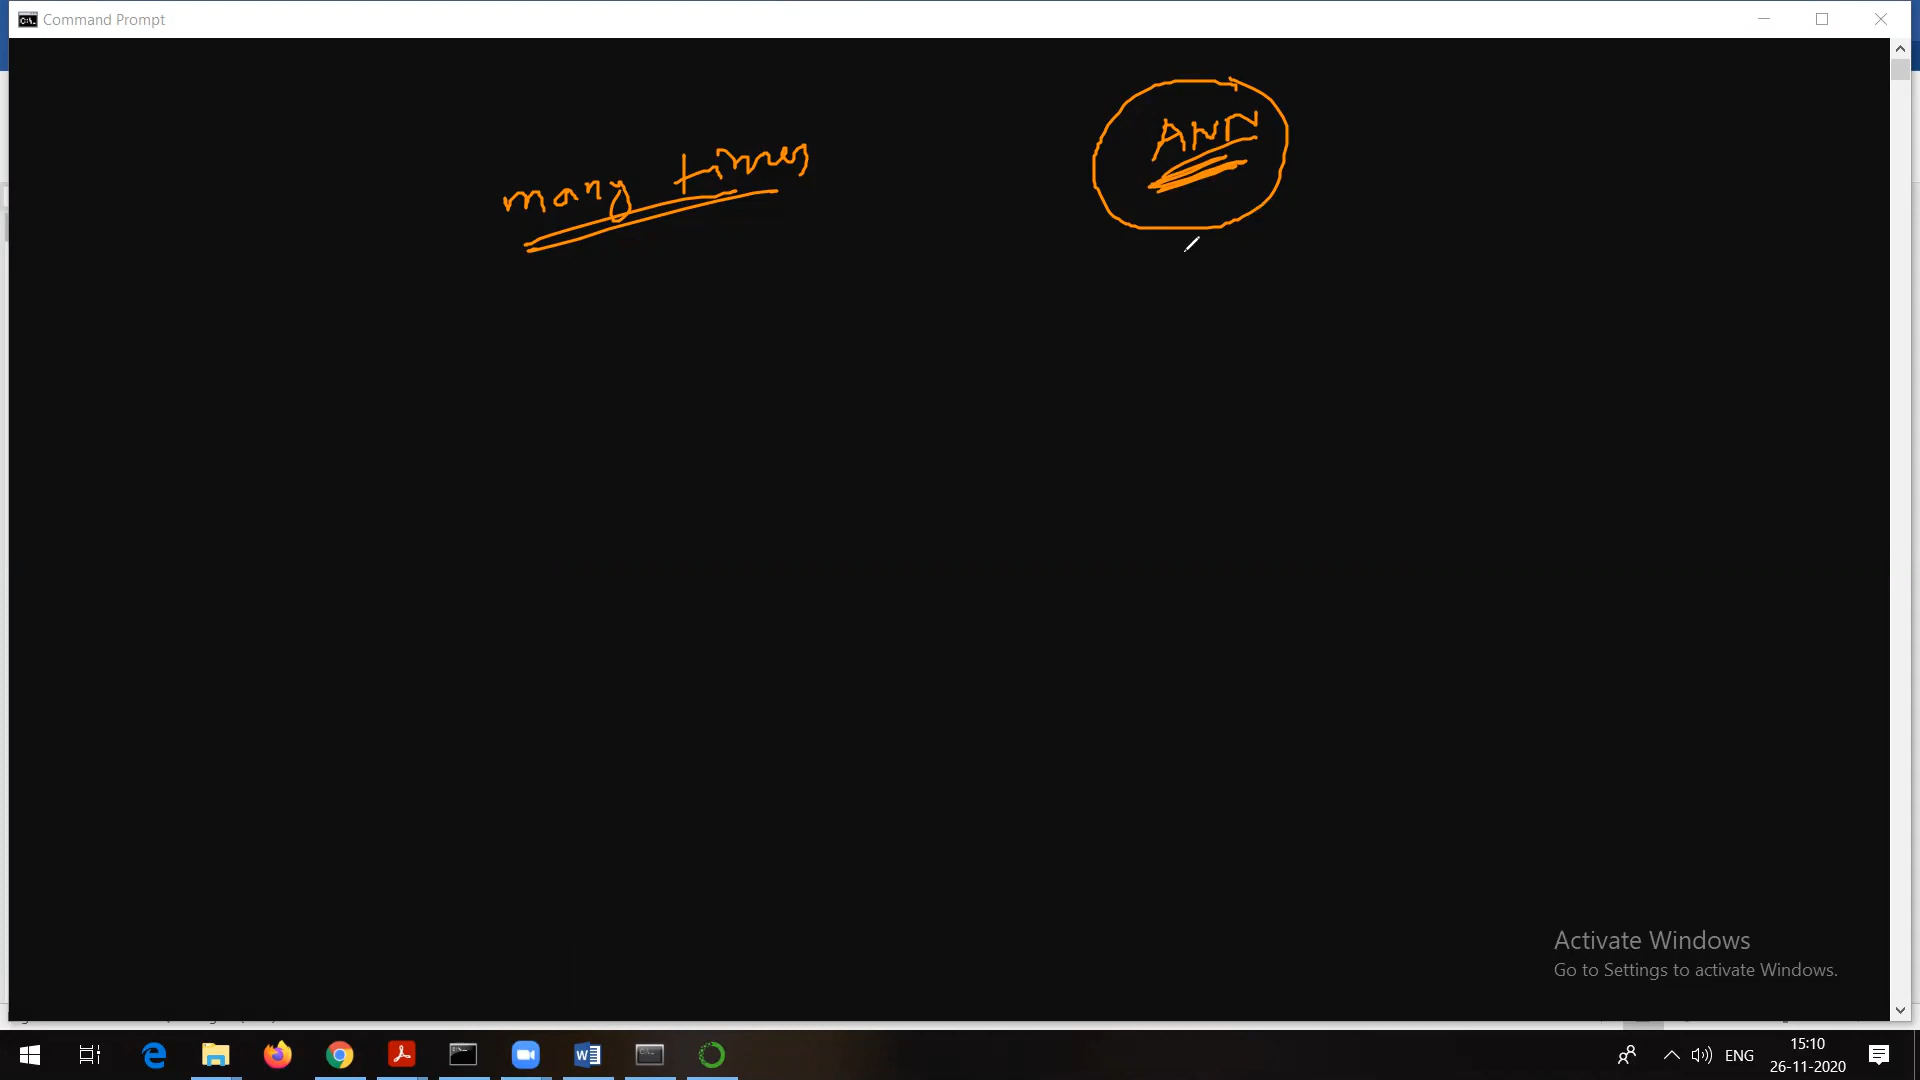 Command Prompt
ANN
many times
Activate Windows
Go to Settings to activate Windows.
ENG
15:10
26-11-2020